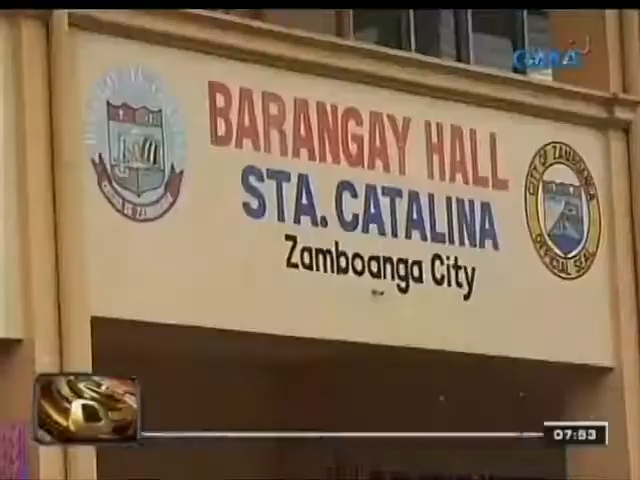 GMA
BARANGAY HALL
STA. CATALINA
Zamboanga City
CITY OF ZAMBOANGA
OFFICIAL SEAL
07:53